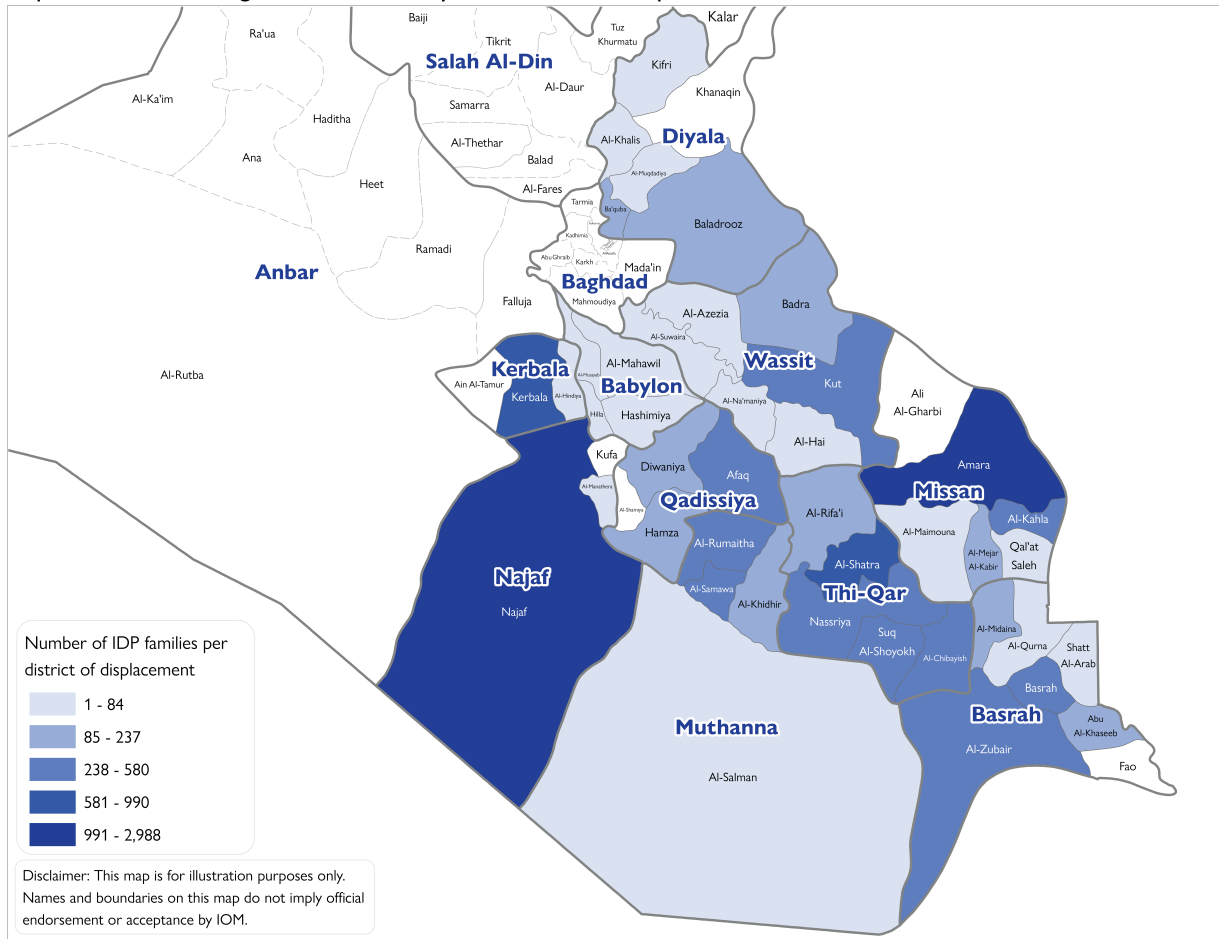 Kalar
Baiji
Tuz
Khurmatu
Ra'ua
Tikrit
Salah Al-Din
Kifri
Al-Daur
Khanaqin
Al-Ka'im
Samarra
Haditha
Diyala
Al-Khalis
Al-Thethar
Ana
Balad
Al-Muqdadiya
Heet
Al-Fares
Tarmia
Ba'quba
Baladrooz
Kadhimia
Ramadi
Abu Ghraib
Karkh
Mada'in
Anbar
Baghdad
Falluja
Mahmoudiya
Badra
Al-Azezia
Al-Suwaira
Wassit
Kerbala
Al-Mahawil
Al-Rutba
Al-Musayab
Ain Al-Tamur
Babylon
Kut
Kerbala
Al-Hindiya
Al-Na'maniya
Ali
Al-Gharbi
Hilla
Hashimiya
Al-Hai
Kufa
Diwaniya
Amara
Afaq
Al-Manathera
Missan
Qadissiya
Al-Shamiya
Al-Rifa'i
Al-Kahla
Hamza
Al-Maimouna
Al-Rumaitha
Qal'at
Saleh
Al-Mejar
Al-Kabir
Al-Shatra
Najaf
Al-Samawa
Thi-Qar
Al-Khidhir
Najaf
Nassriya
Al-Midaina
Suq
Al-Shoyokh
Al-Qurna
Shatt
Al-Arab
Al-Chibayish
Basrah
Basrah
Muthanna
Abu
Al-Khaseeb
Al-Zubair
Fao
Al-Salman
Number of IDP families per
district of displacement
1 - 84
85 - 237
238 - 580
581 - 990
991 - 2,988
Disclaimer: This map is for illustration purposes only.
Names and boundaries on this map do not imply official
endorsement or acceptance by IOM.